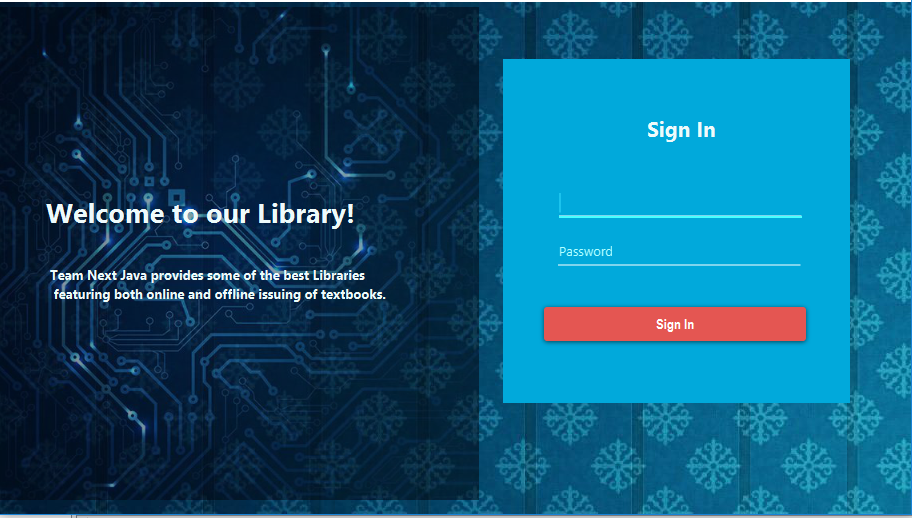 Welcome to our Library!
Team Next Java provides some of the best Libraries
featuring both online and offline issuing of textbooks.
Sign In
Password
Sign In